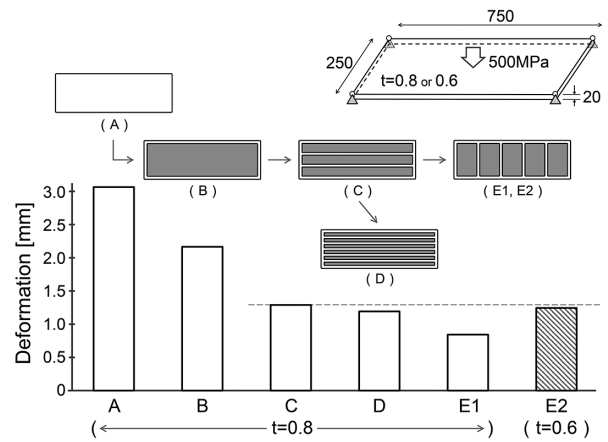 750
250
500MPa
t=0.8 or 0.6
20
( A )
( B )
( C )
( E1, E2 )
( D )
Deformation [mm]
3.0
2.5
2.0
1.5
1.0
0.5
0
A B C D E1 E2
( t=0.8 ) ( t=0.6 )